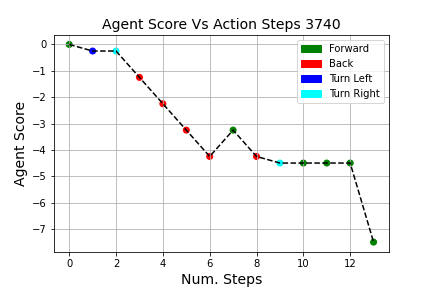 Agent Score Vs Action Steps 3740
Forward
Back
Turn Left
Turn Right
0
−1
−2
−3
−4
−5
−6
−7
Agent Score
0 2 4 6 8 10 12
Num. Steps